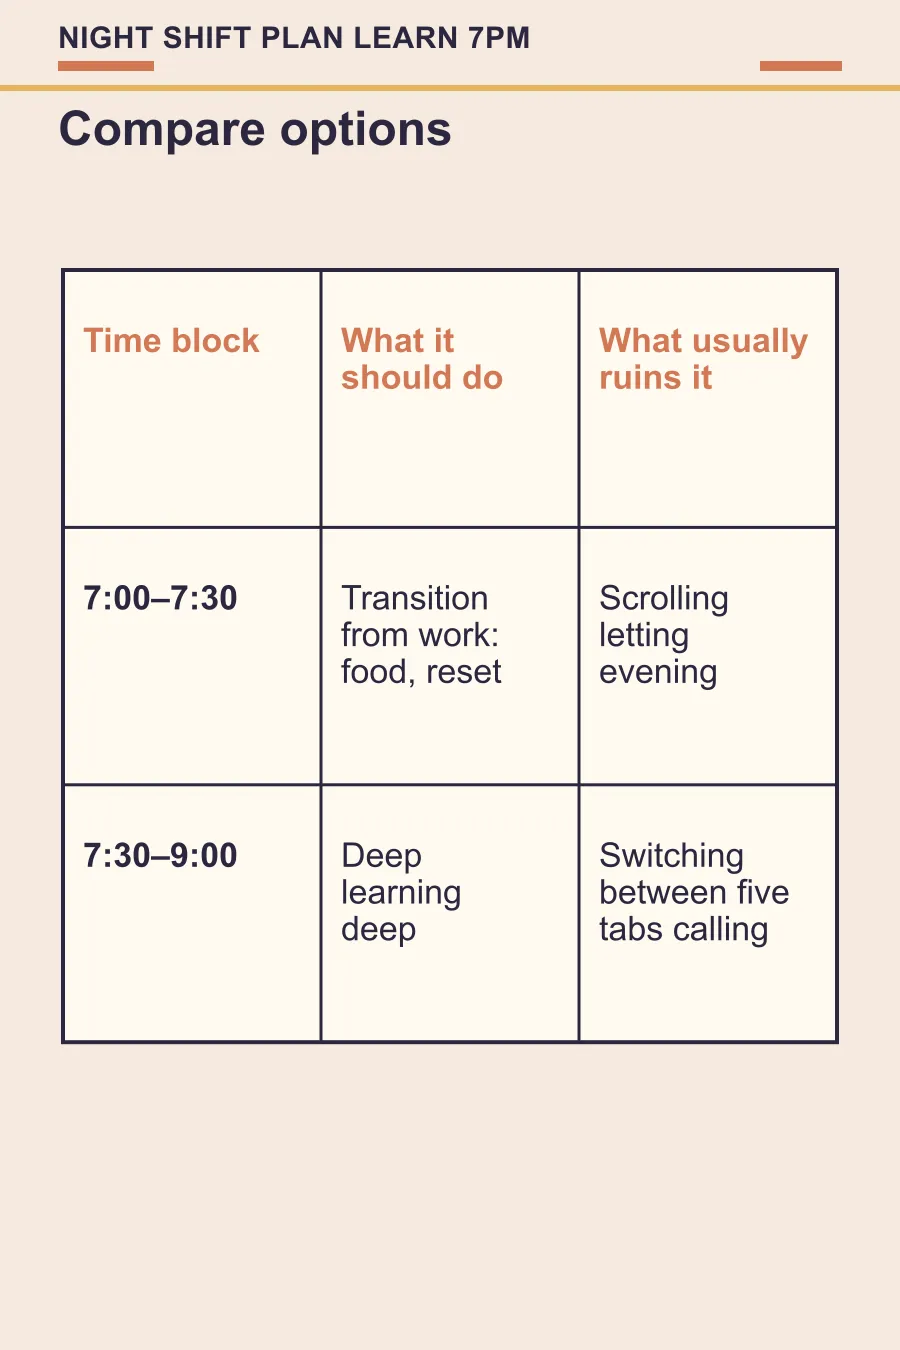 NIGHT SHIFT PLAN LEARN 7PM
Compare options
Time block
What it
should do
What usually
ruins it
7:00–7:30
Transition
from work:
food, reset
Scrolling
letting
evening
7:30–9:00
Deep
learning
deep
Switching
between five
tabs calling